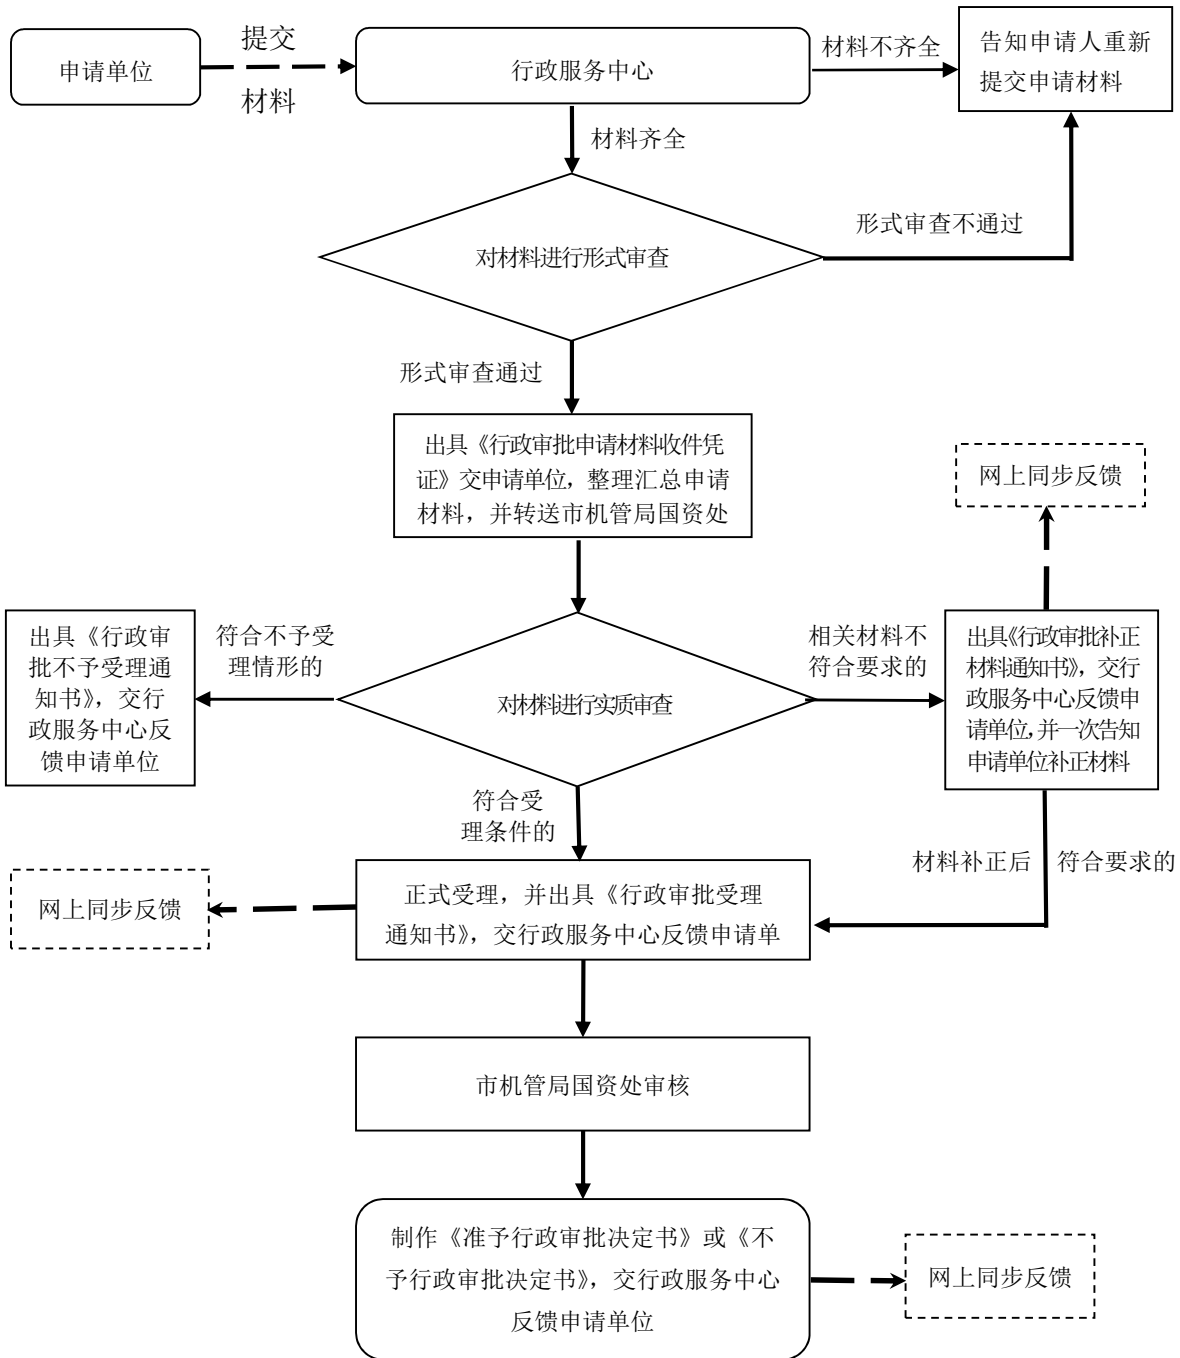 申请单位
提交
材料
行政服务中心
材料不齐全
告知申请人重新
提交申请材料
材料齐全
对材料进行形式审查
形式审查不通过
形式审查通过
出具《行政审批申请材料收件凭
证》交申请单位，整理汇总申请
材料，并转送市机管局国资处
网上同步反馈
出具《行政审
批不予受理通
知书》，交行
政服务中心反
馈申请单位
符合不予受
理情形的
对材料进行实质审查
相关材料不
符合要求的
出具《行政审批补正
材料通知书》，交行
政服务中心反馈申
请单位，并一次告知
申请单位补正材料
符合受
理条件的
材料补正后 符合要求的
网上同步反馈
正式受理，并出具《行政审批受理
通知书》，交行政服务中心反馈申请单
市机管局国资处审核
制作《准予行政审批决定书》或《不
予行政审批决定书》，交行政服务中心
反馈申请单位
网上同步反馈